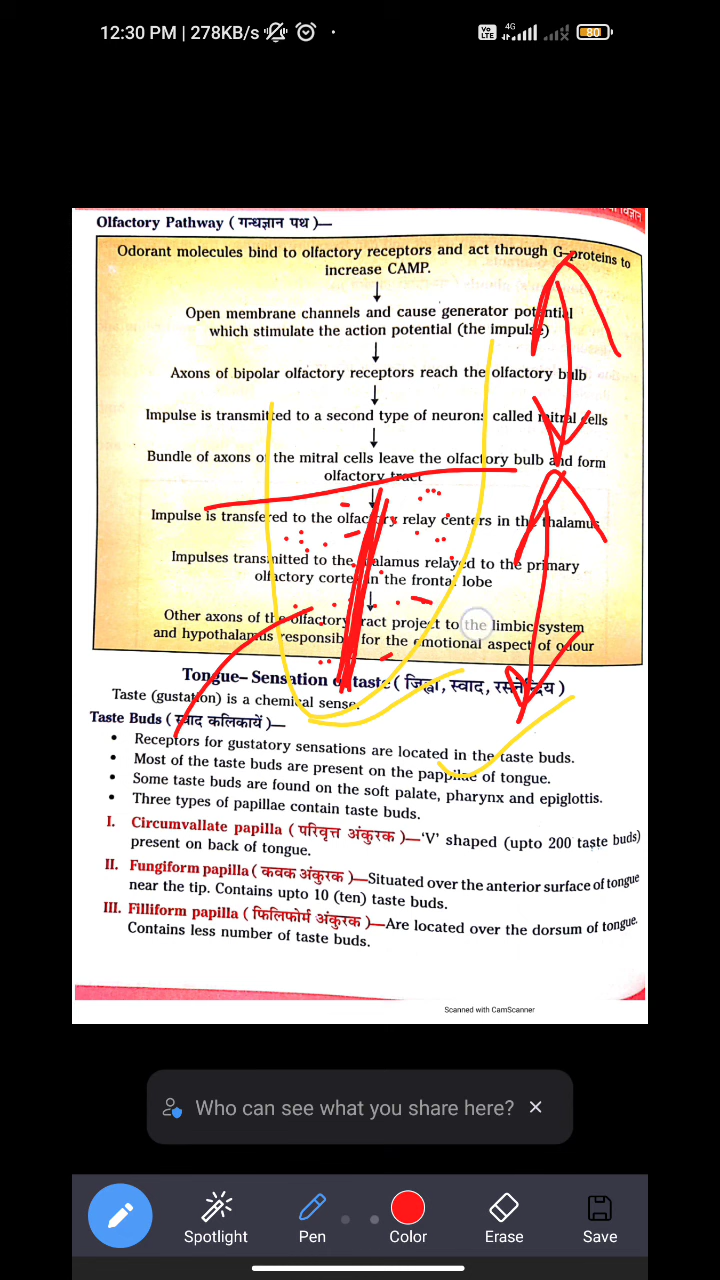 12:30 PM | 278KB/s
Vo LTE 4G 80
विज्ञान
Olfactory Pathway ( गन्धज्ञान पथ )—
Odorant molecules bind to olfactory receptors and act through G-proteins to
increase CAMP.
Open membrane channels and cause generator potential
which stimulate the action potential (the impulse)
Axons of bipolar olfactory receptors reach the olfactory bulb
Impulse is transmitted to a second type of neurons called mitral cells
Bundle of axons of the mitral cells leave the olfactory bulb and form
olfactory tract
Impulse is transfered to the olfactory relay centers in the thalamus
Impulses transmitted to the thalamus relayed to the primary
olfactory cortex in the frontal lobe
Other axons of the olfactory tract project to the limbic system
and hypothalamus responsible for the emotional aspect of odour
Tongue– Sensation of taste ( जिह्वा, स्वाद, रसनेन्द्रिय )
Taste (gustation) is a chemical sense.
Taste Buds ( स्वाद कलिकायें )—
• Receptors for gustatory sensations are located in the taste buds.
• Most of the taste buds are present on the pappilae of tongue.
• Some taste buds are found on the soft palate, pharynx and epiglottis.
• Three types of papillae contain taste buds.
I. Circumvallate papilla ( परिवृत्त अंकुरक )—‘V’ shaped (upto 200 taste buds)
present on back of tongue.
II. Fungiform papilla ( कवक अंकुरक )—Situated over the anterior surface of tongue
near the tip. Contains upto 10 (ten) taste buds.
III. Filliform papilla ( फिलिफोर्म अंकुरक )—Are located over the dorsum of tongue.
Contains less number of taste buds.
Scanned with CamScanner
Who can see what you share here? ×
Spotlight Pen Color Erase Save